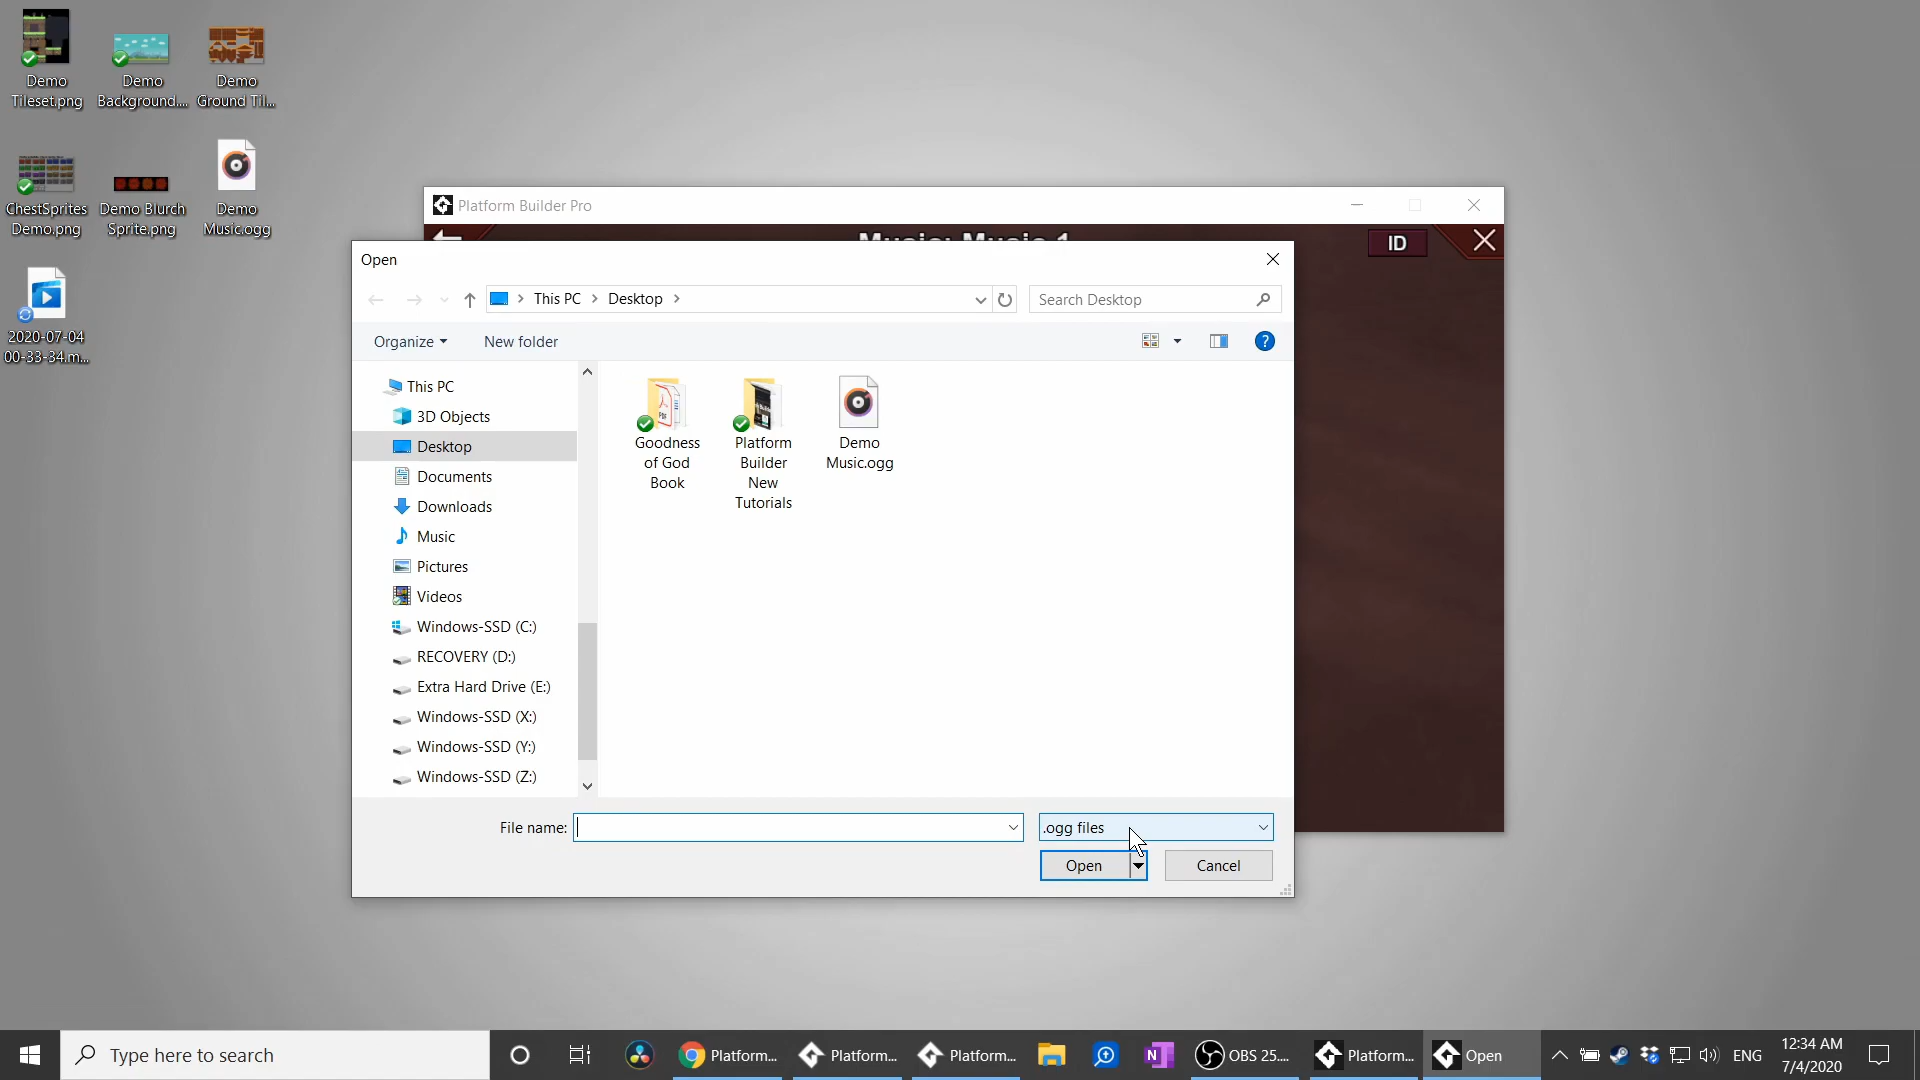 Demo
Tileset.png
Demo
Background....
Demo
Ground Til...
ChestSprites
Demo.png
Demo Blurch
Sprite.png
Demo
Music.ogg
2020-07-04
00-33-34.m...
Platform Builder Pro
Music: Music 1
ID
Open
This PC
Desktop
Search Desktop
Organize
New folder
?
This PC
3D Objects
Desktop
Documents
Downloads
Music
Pictures
Videos
Windows-SSD (C:)
RECOVERY (D:)
Extra Hard Drive (E:)
Windows-SSD (X:)
Windows-SSD (Y:)
Windows-SSD (Z:)
Goodness
of God
Book
Platform
Builder
New
Tutorials
Demo
Music.ogg
File name:
.ogg files
Open
Cancel
Type here to search
Platform...
Platform...
Platform...
OBS 25....
Platform...
Open
ENG
12:34 AM
7/4/2020